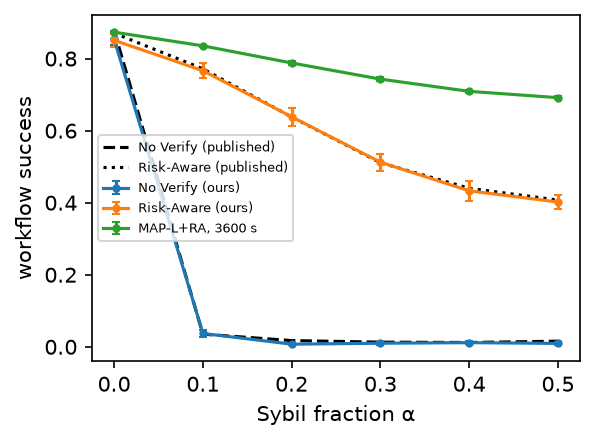 workflow success
0.8
0.6
0.4
0.2
0.0
No Verify (published)
Risk-Aware (published)
No Verify (ours)
Risk-Aware (ours)
MAP-L+RA, 3600 s
0.0 0.1 0.2 0.3 0.4 0.5
Sybil fraction α